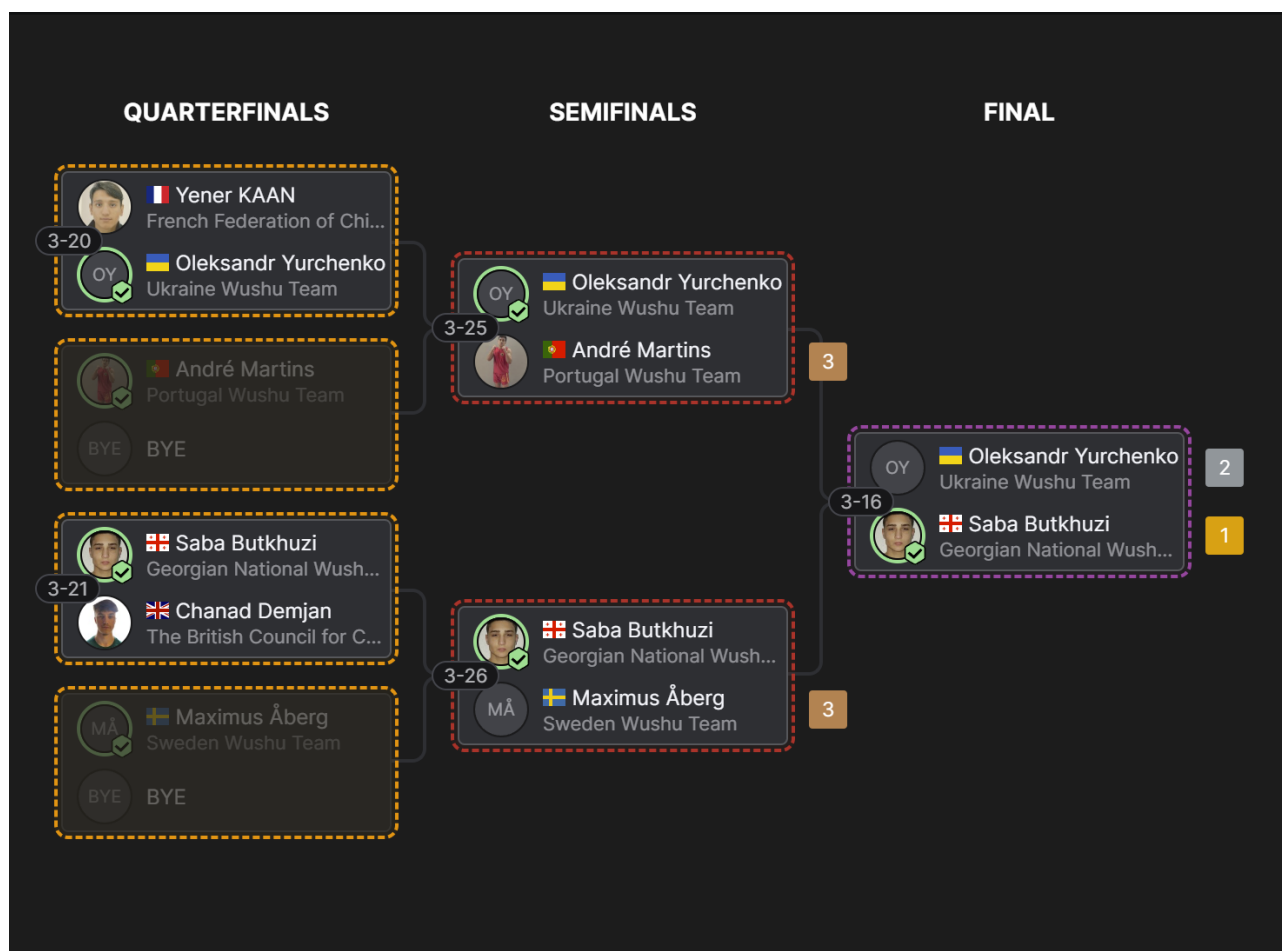 QUARTERFINALS
SEMIFINALS
FINAL
Yener KAAN
French Federation of Chi...
3-20
OY
Oleksandr Yurchenko
Ukraine Wushu Team
André Martins
Portugal Wushu Team
BYE
BYE
Saba Butkhuzi
Georgian National Wush...
3-21
Chanad Demjan
The British Council for C...
MÅ
Maximus Åberg
Sweden Wushu Team
BYE
BYE
OY
Oleksandr Yurchenko
Ukraine Wushu Team
3-25
André Martins
Portugal Wushu Team
3
Saba Butkhuzi
Georgian National Wush...
3-26
MÅ
Maximus Åberg
Sweden Wushu Team
3
OY
Oleksandr Yurchenko
Ukraine Wushu Team
2
3-16
Saba Butkhuzi
Georgian National Wush...
1